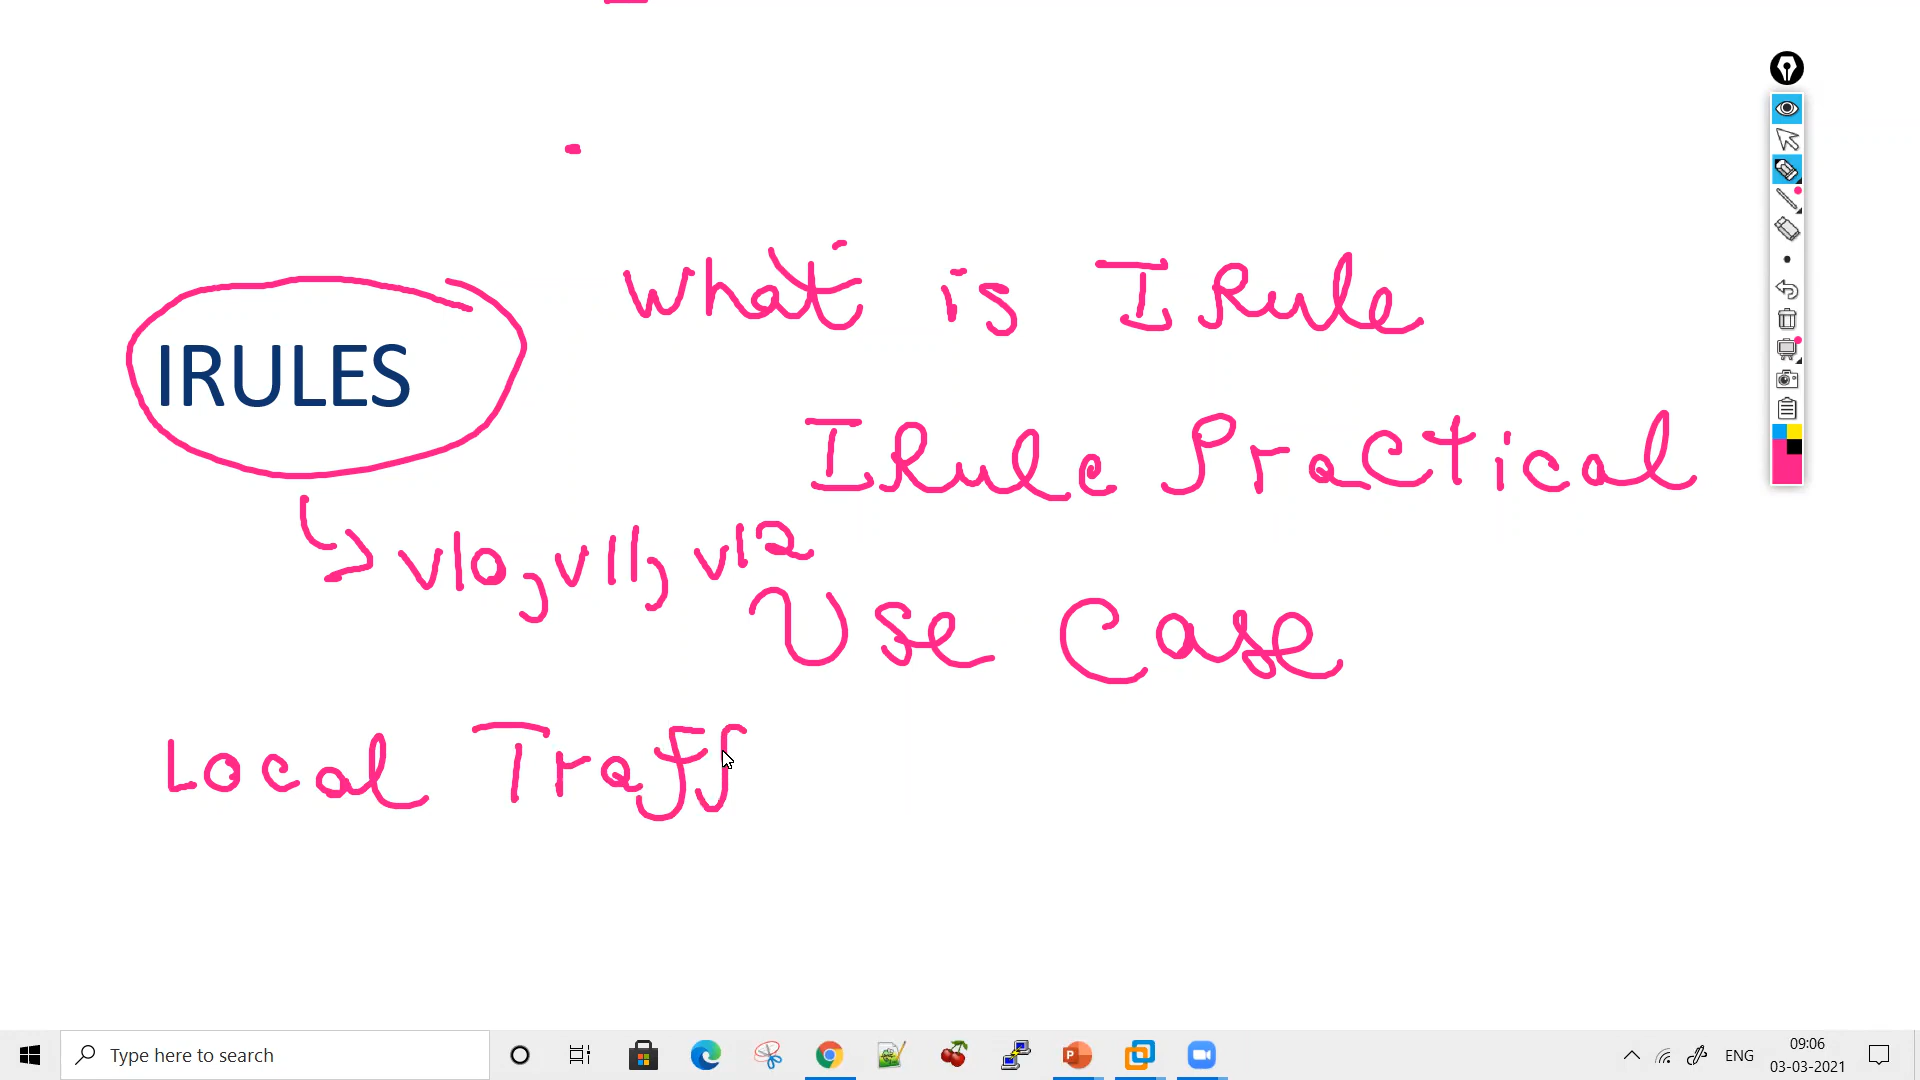 What is IRule
IRULES
IRule Practical
v10, v11, v12
Use Case
Local Traff
Type here to search
ENG
09:06
03-03-2021